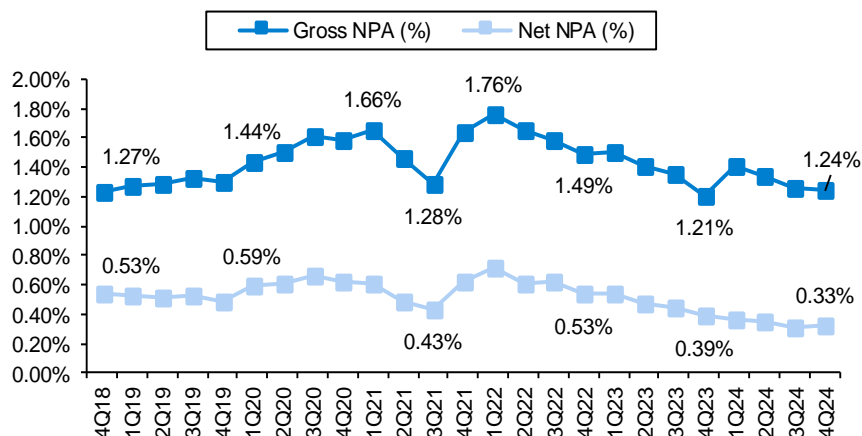 Gross NPA (%) Net NPA (%)
2.00%
1.80%
1.60%
1.40%
1.20%
1.00%
0.80%
0.60%
0.40%
0.20%
0.00%
1.27%
1.44%
1.66%
1.28%
1.76%
1.49%
1.21%
1.24%
0.53%
0.59%
0.43%
0.53%
0.39%
0.33%
4Q18
1Q19
2Q19
3Q19
4Q19
1Q20
2Q20
3Q20
4Q20
1Q21
2Q21
3Q21
4Q21
1Q22
2Q22
3Q22
4Q22
1Q23
2Q23
3Q23
4Q23
1Q24
2Q24
3Q24
4Q24